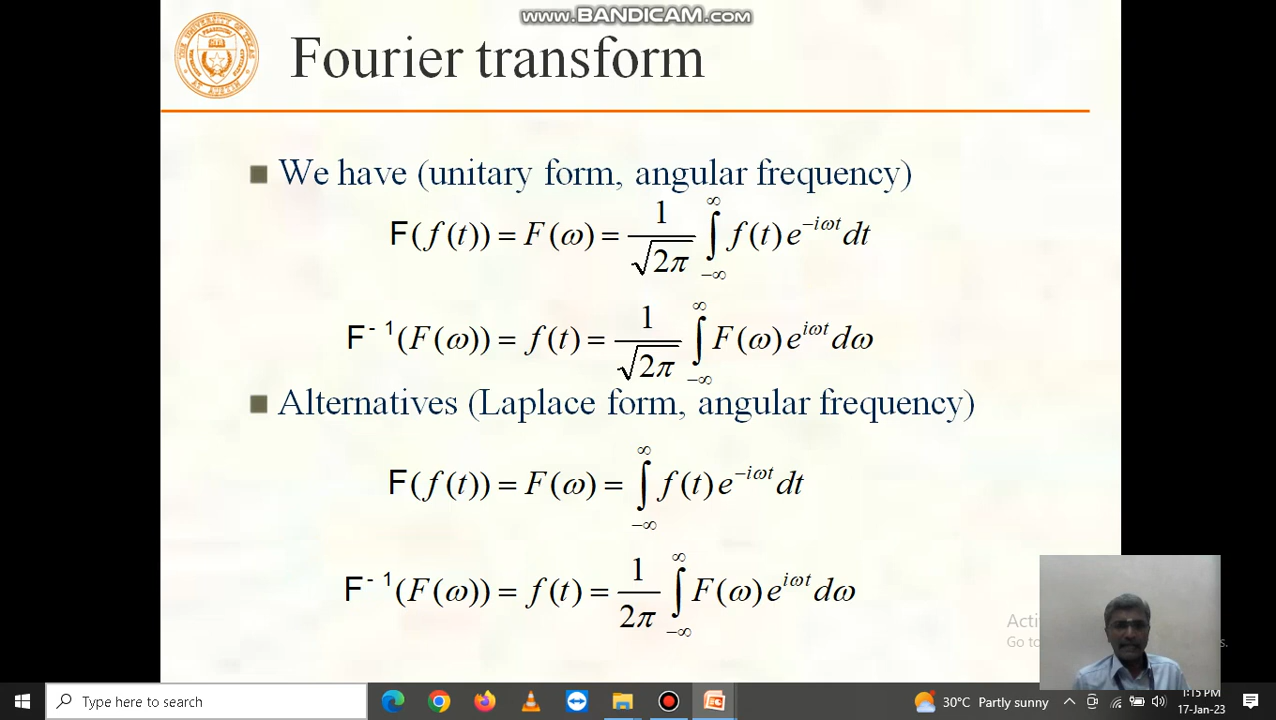 www.BANDICAM.com
Fourier transform
We have (unitary form, angular frequency)
F(f(t)) = F(ω) = 1/√2π ∫_{−∞}^{∞} f(t) e^{−iωt} dt
F^{- 1}(F(ω)) = f(t) = 1/√2π ∫_{−∞}^{∞} F(ω) e^{iωt} dω
Alternatives (Laplace form, angular frequency)
F(f(t)) = F(ω) = ∫_{−∞}^{∞} f(t) e^{−iωt} dt
F^{- 1}(F(ω)) = f(t) = 1/2π ∫_{−∞}^{∞} F(ω) e^{iωt} dω
Type here to search
30°C Partly sunny
1:15 PM
17-Jan-23